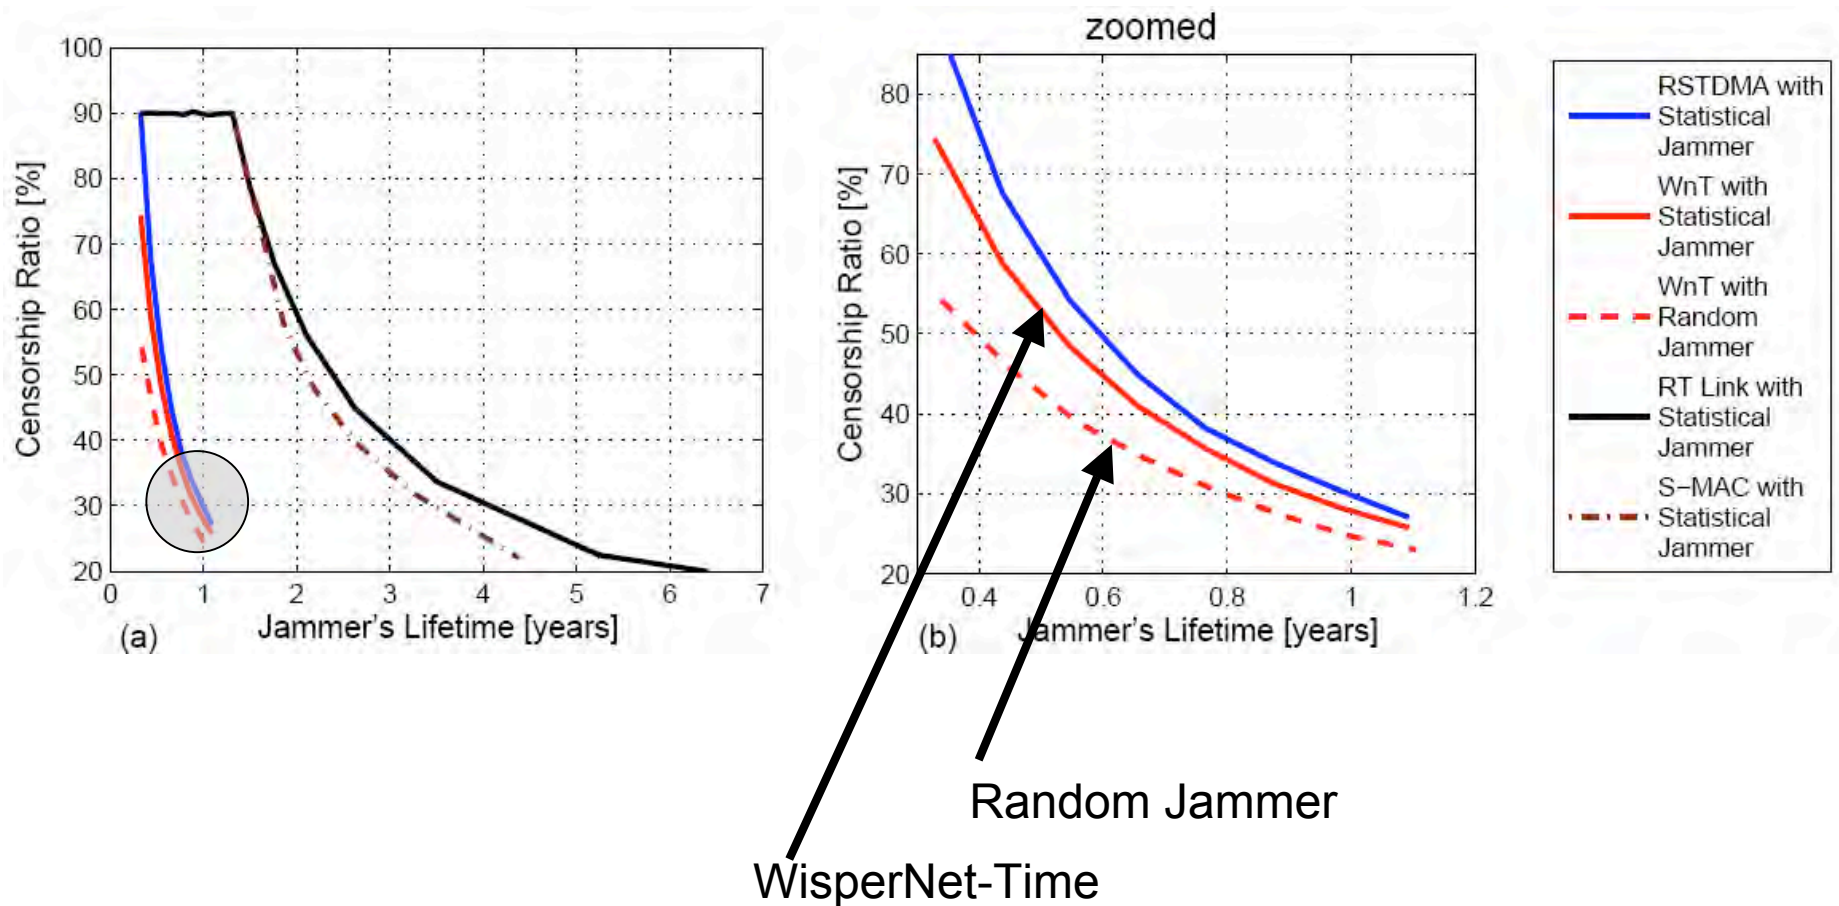 zoomed
100
90
80
70
60
50
40
30
20
Censorship Ratio [%]
0 1 2 3 4 5 6 7
Jammer's Lifetime [years]
(a)
80
70
60
50
40
30
20
Censorship Ratio [%]
0.4 0.6 0.8 1 1.2
Jammer's Lifetime [years]
(b)
RSTDMA with
Statistical
Jammer
WnT with
Statistical
Jammer
WnT with
Random
Jammer
RT Link with
Statistical
Jammer
S-MAC with
Statistical
Jammer
Random Jammer
WisperNet-Time